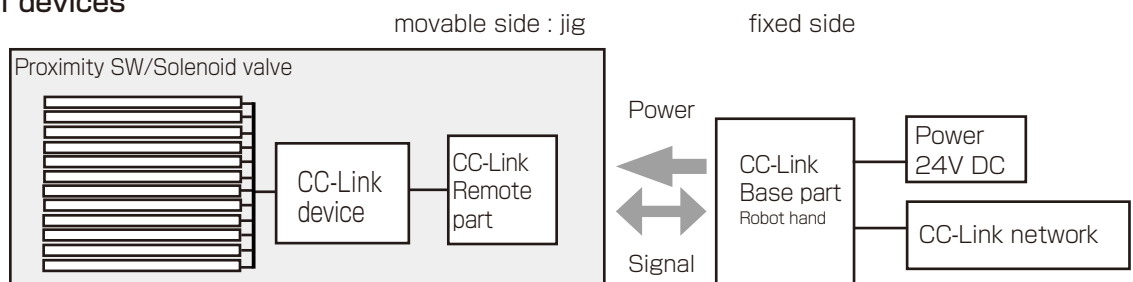 devices
movable side : jig
fixed side
Proximity SW/Solenoid valve
CC-Link
device
CC-Link
Remote
part
Power
Signal
CC-Link
Base part
Robot hand
Power
24V DC
CC-Link network